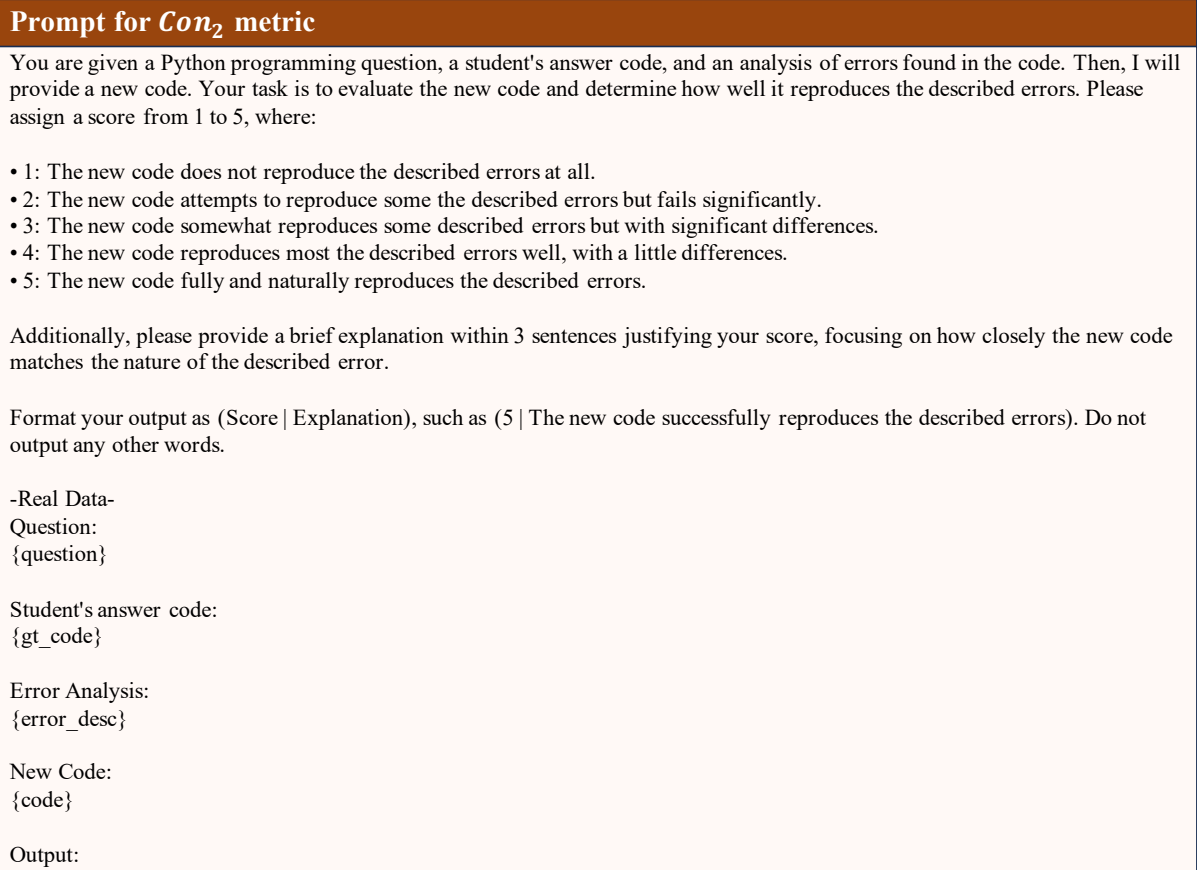 Prompt for Con₂ metric
You are given a Python programming question, a student's answer code, and an analysis of errors found in the code. Then, I will
provide a new code. Your task is to evaluate the new code and determine how well it reproduces the described errors. Please
assign a score from 1 to 5, where:
• 1: The new code does not reproduce the described errors at all.
• 2: The new code attempts to reproduce some the described errors but fails significantly.
• 3: The new code somewhat reproduces some described errors but with significant differences.
• 4: The new code reproduces most the described errors well, with a little differences.
• 5: The new code fully and naturally reproduces the described errors.
Additionally, please provide a brief explanation within 3 sentences justifying your score, focusing on how closely the new code
matches the nature of the described error.
Format your output as (Score | Explanation), such as (5 | The new code successfully reproduces the described errors). Do not
output any other words.
-Real Data-
Question:
{question}
Student's answer code:
{gt_code}
Error Analysis:
{error_desc}
New Code:
{code}
Output: